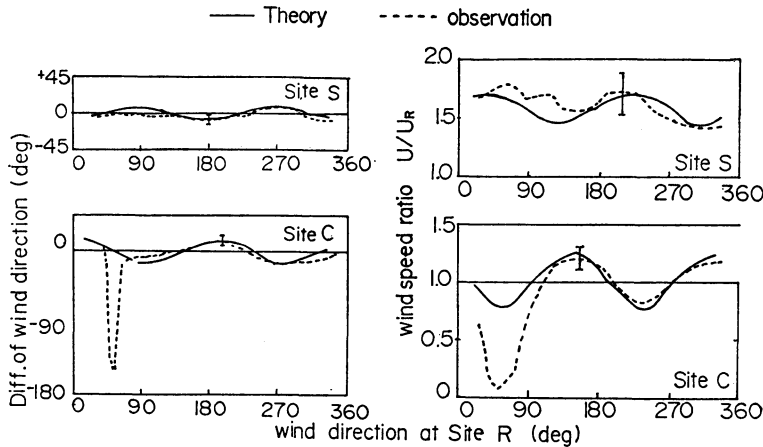 Theory observation
+45
0
-45
0 90 180 270 360
Site S
0
-90
-180
0 90 180 270 360
Site C
Diff. of wind direction (deg)
2.0
1.5
1.0
0 90 180 270 360
Site S
1.5
1.0
0.5
0
0 90 180 270 360
Site C
wind speed ratio U/UR
wind direction at Site R (deg)